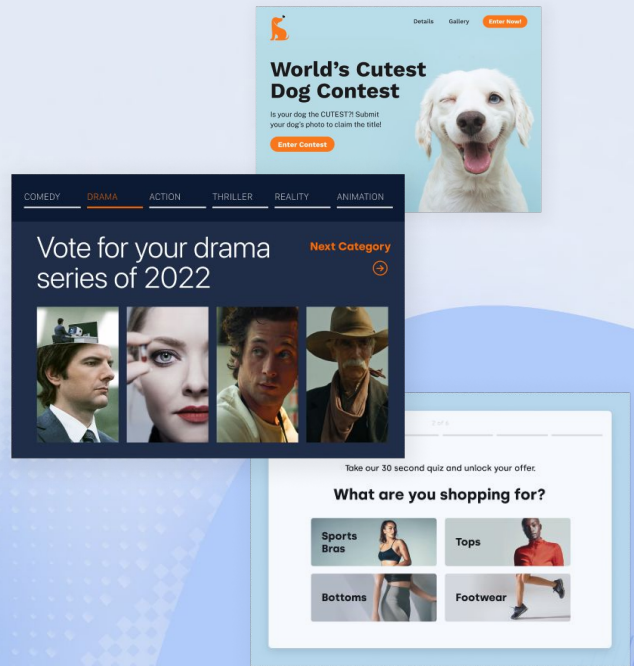 Details Gallery Enter Now!
World's Cutest
Dog Contest
Is your dog the CUTEST?! Submit
your dog's photo to claim the title!
Enter Contest
COMEDY DRAMA ACTION THRILLER REALITY ANIMATION
Vote for your drama
series of 2022
Next Category
Take our 30 second quiz and unlock your offer.
What are you shopping for?
Sports
Bras
Tops
Bottoms
Footwear